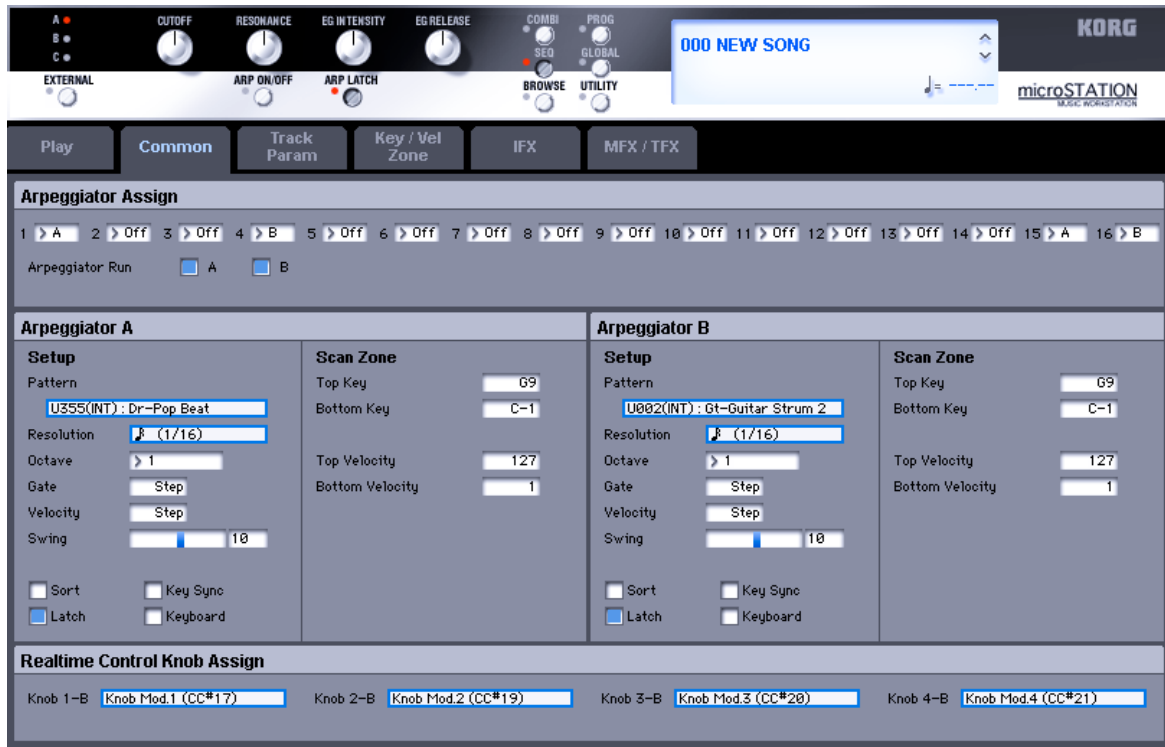 A CUTOFF RESONANCE EG INTENSITY EG RELEASE COMBI PROG KORG
B
C SEQ GLOBAL 000 NEW SONG
EXTERNAL ARP ON/OFF ARP LATCH BROWSE UTILITY ♩= ---.-- microSTATION
MUSIC WORKSTATION
Play Common Track Param Key / Vel Zone IFX MFX / TFX
Arpeggiator Assign
1 > A 2 > Off 3 > Off 4 > B 5 > Off 6 > Off 7 > Off 8 > Off 9 > Off 10 > Off 11 > Off 12 > Off 13 > Off 14 > Off 15 > A 16 > B
Arpeggiator Run A B
Arpeggiator A
Setup
Pattern
U355(INT) : Dr-Pop Beat
Resolution (1/16)
Octave > 1
Gate Step
Velocity Step
Swing 10
Sort Key Sync
Latch Keyboard
Scan Zone
Top Key G9
Bottom Key C-1
Top Velocity 127
Bottom Velocity 1
Arpeggiator B
Setup
Pattern
U002(INT) : Gt-Guitar Strum 2
Resolution (1/16)
Octave > 1
Gate Step
Velocity Step
Swing 10
Sort Key Sync
Latch Keyboard
Scan Zone
Top Key G9
Bottom Key C-1
Top Velocity 127
Bottom Velocity 1
Realtime Control Knob Assign
Knob 1-B Knob Mod.1 (CC#17) Knob 2-B Knob Mod.2 (CC#19) Knob 3-B Knob Mod.3 (CC#20) Knob 4-B Knob Mod.4 (CC#21)